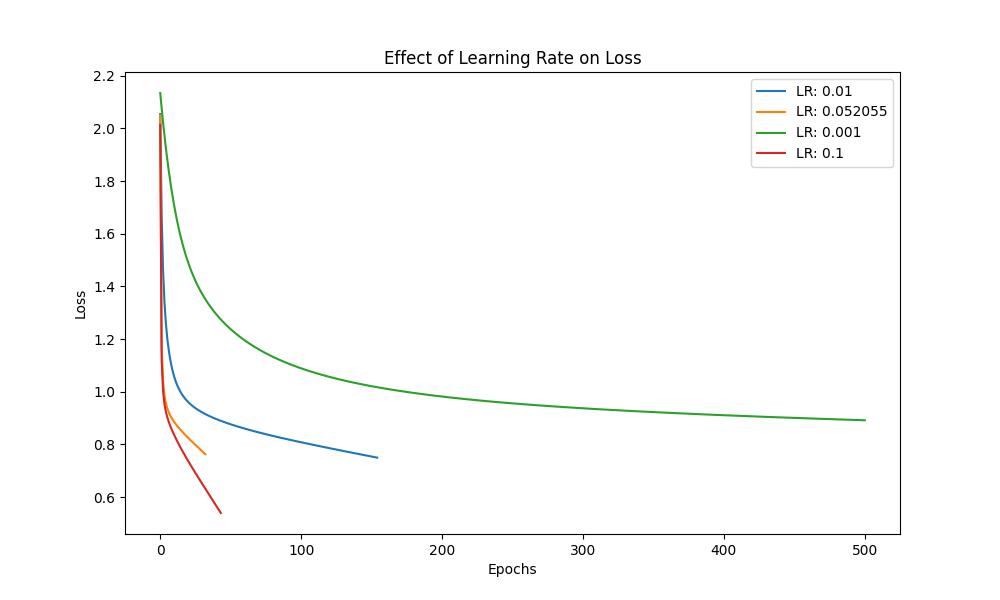 Effect of Learning Rate on Loss
2.2
2.0
1.8
1.6
1.4
1.2
1.0
0.8
0.6
Loss
LR: 0.01
LR: 0.052055
LR: 0.001
LR: 0.1
0 100 200 300 400 500
Epochs